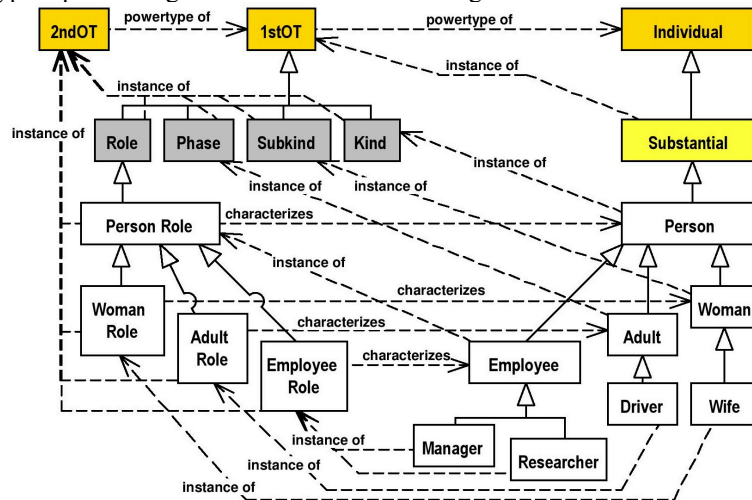 powertype of
powertype of
2ndOT
1stOT
Individual
instance of
instance of
instance of
Role
Phase
Subkind
Kind
Substantial
instance of
instance of
instance of
Person Role
characterizes
Person
instance of
characterizes
Woman
Role
Woman
characterizes
Adult
Role
Adult
Employee
Role
characterizes
Employee
Driver
Wife
instance of
Manager
instance of
Researcher
instance of